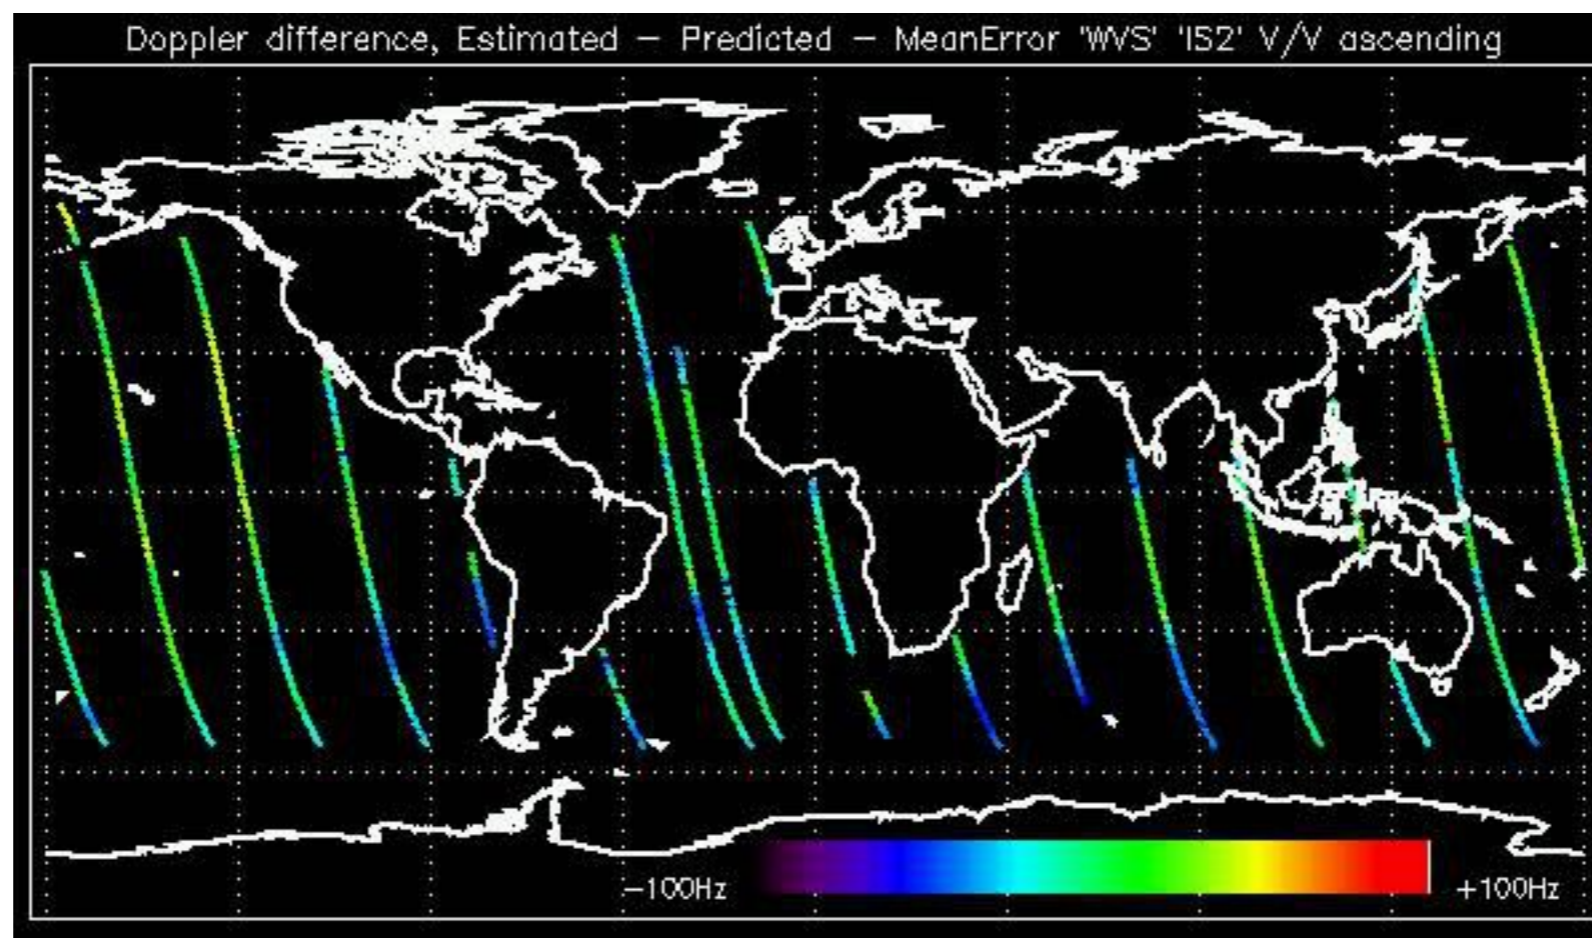 Doppler difference, Estimated – Predicted – MeanError 'WVS' 'IS2' V/V ascending
–100Hz
+100Hz